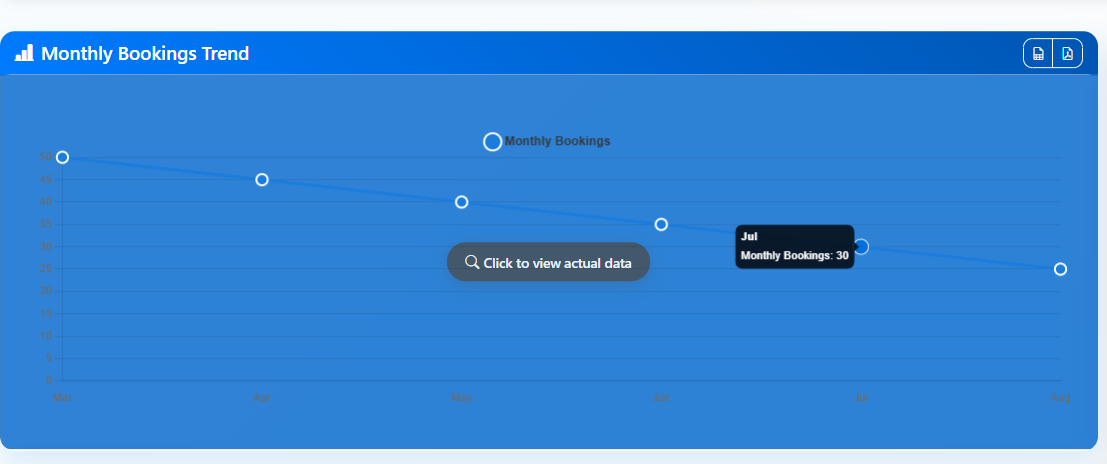 Monthly Bookings Trend
Monthly Bookings
50
45
40
35
30
25
20
15
10
5
0
Jul
Monthly Bookings: 30
Click to view actual data
Mar
Apr
May
Jun
Jul
Aug